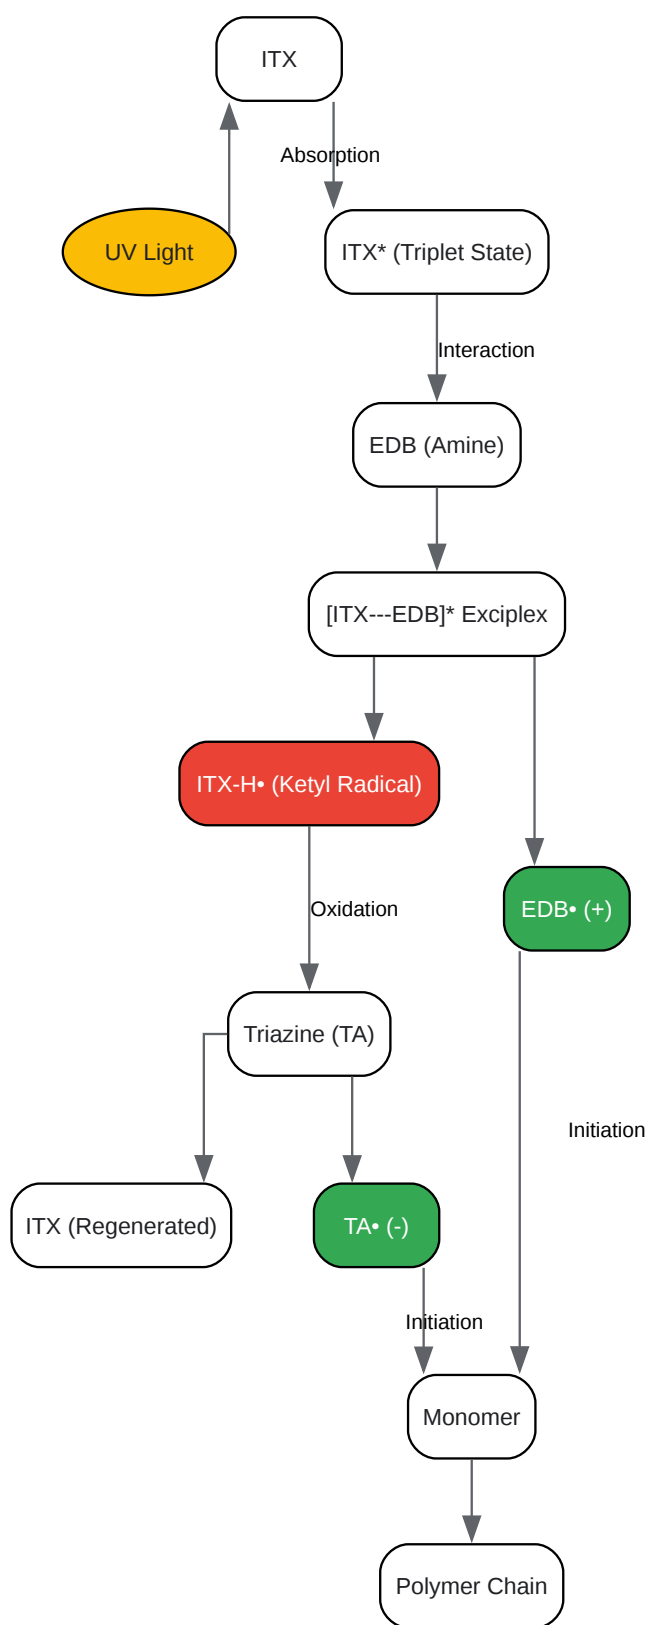 ITX
Absorption
UV Light
ITX* (Triplet State)
Interaction
EDB (Amine)
[ITX---EDB]* Exciplex
ITX-H• (Ketyl Radical)
EDB• (+)
Oxidation
Triazine (TA)
Initiation
ITX (Regenerated)
TA• (-)
Initiation
Monomer
Polymer Chain